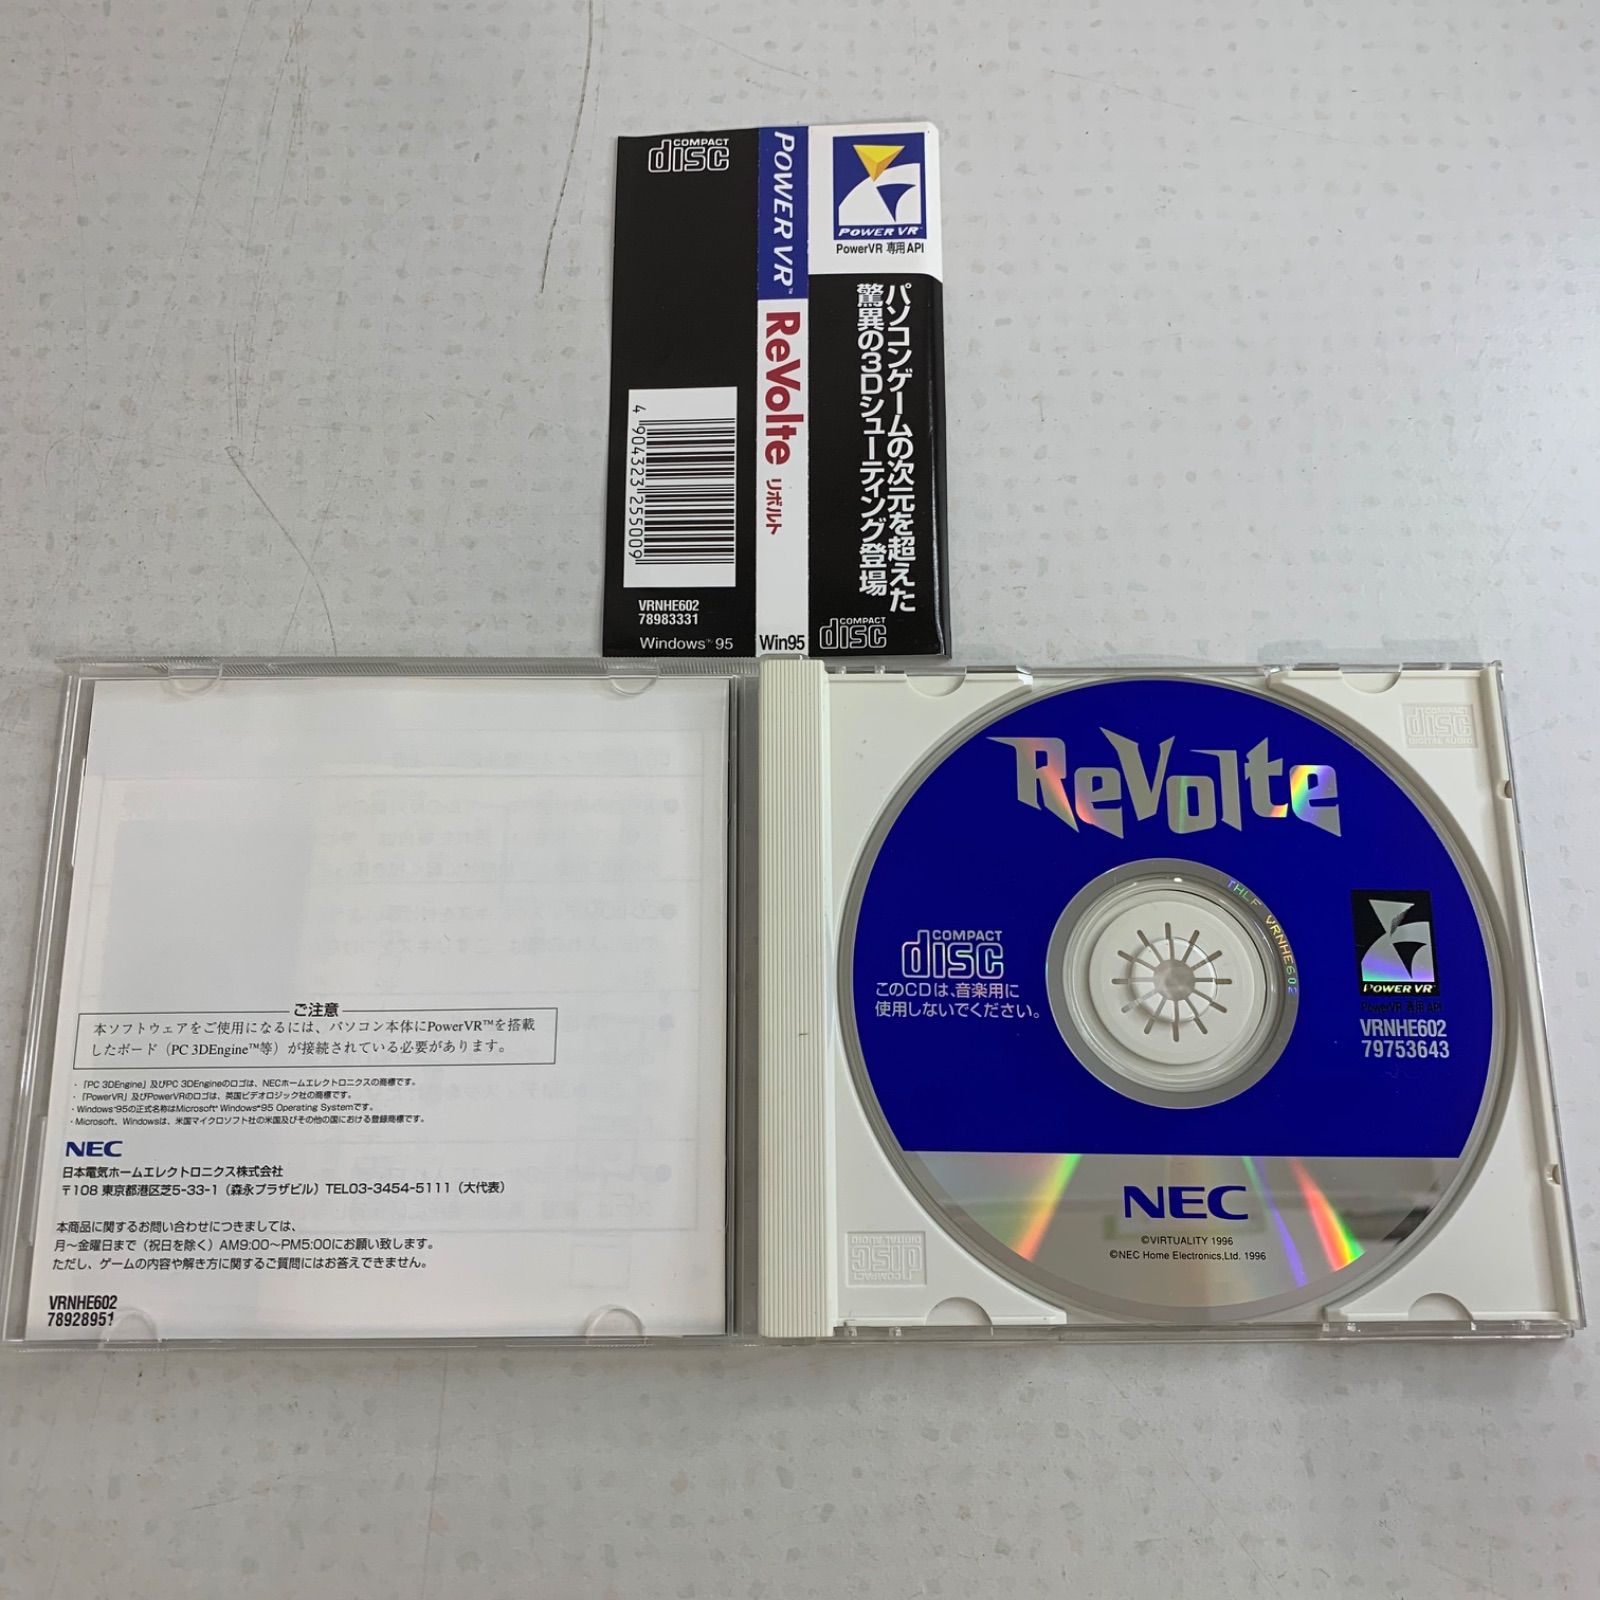 COMPACT
disc
4 904323 255009
VRNHE602
78983331
Windows 95
POWER VR™
ReVolte
リボルト
Win95
POWER VR
PowerVR 専用API
パソコンゲームの次元を超えた
驚異の3Dシューティング登場
COMPACT
disc
ご注意
本ソフトウェアをご使用になるには、パソコン本体にPowerVR™を搭載
したボード（PC 3DEngine™等）が接続されている必要があります。
・「PC 3DEngine」及びPC 3DEngineのロゴは、NECホームエレクトロニクスの商標です。
・「PowerVR」及びPowerVRのロゴは、英国ビデオロジック社の商標です。
・Windows 95の正式名称はMicrosoft Windows 95 Operating Systemです。
・Microsoft、Windowsは、米国マイクロソフト社の米国及びその他の国における登録商標です。
NEC
日本電気ホームエレクトロニクス株式会社
〒108 東京都港区芝5-33-1（森永プラザビル）TEL03-3454-5111（大代表）
本商品に関するお問い合わせにつきましては、
月〜金曜日まで（祝日を除く）AM9:00〜PM5:00にお願い致します。
ただし、ゲームの内容や解き方に関するご質問にはお答えできません。
VRNHE602
78928951
COMPACT
disc
DIGITAL AUDIO
ReVolte
THLF VRNHE602
COMPACT
disc
このCDは、音楽用に
使用しないでください。
POWER VR
PowerVR 専用API
VRNHE602
79753643
NEC
©VIRTUALITY 1996
©NEC Home Electronics,Ltd. 1996
COMPACT
disc
DIGITAL AUDIO